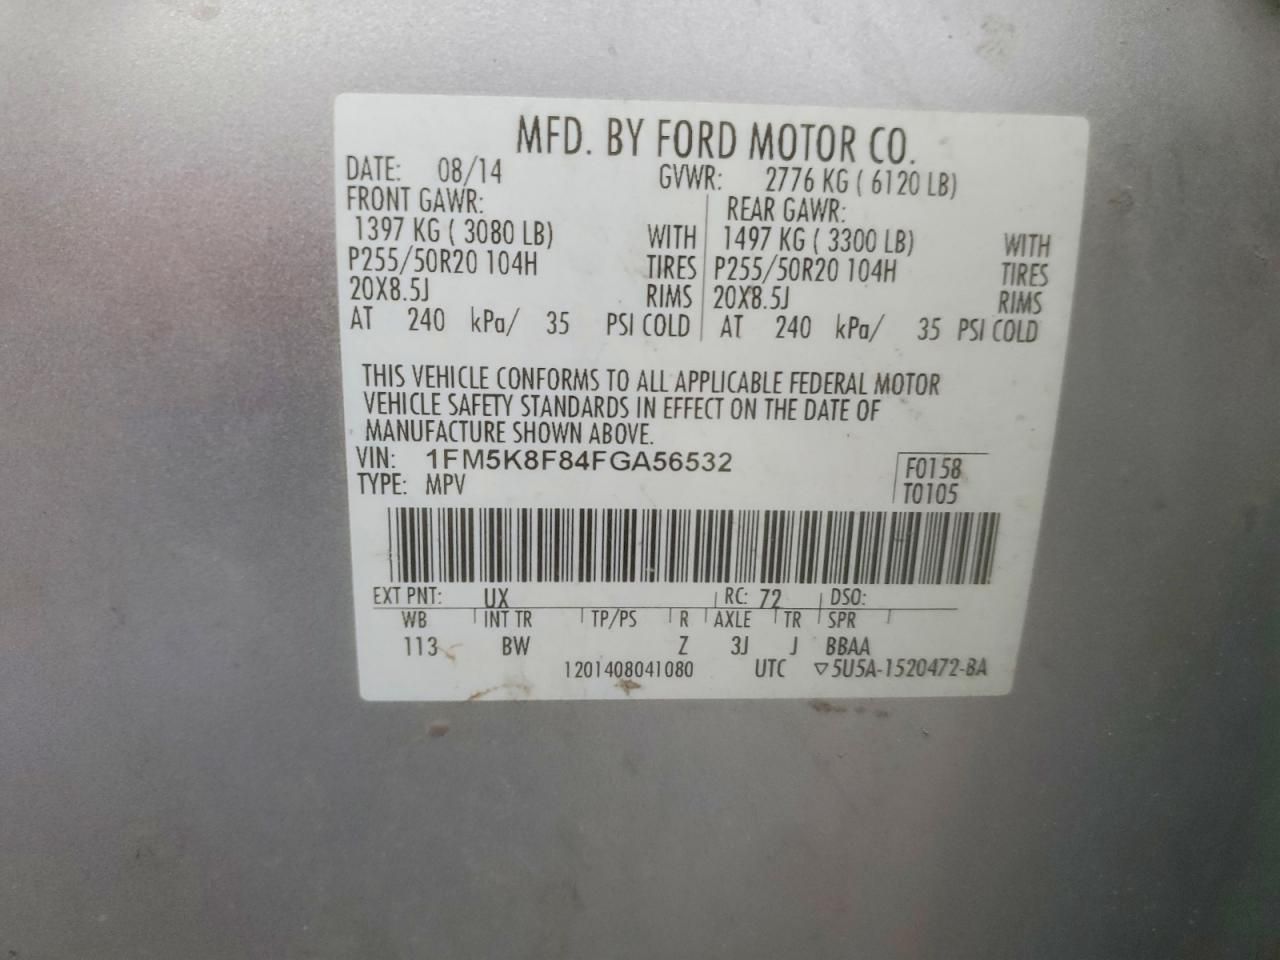 MFD. BY FORD MOTOR CO.
DATE: 08/14 GVWR: 2776 KG ( 6120 LB)
FRONT GAWR: REAR GAWR:
1397 KG ( 3080 LB) WITH 1497 KG ( 3300 LB) WITH
P255/50R20 104H TIRES P255/50R20 104H TIRES
20X8.5J RIMS 20X8.5J RIMS
AT 240 kPa/ 35 PSI COLD AT 240 kPa/ 35 PSI COLD
THIS VEHICLE CONFORMS TO ALL APPLICABLE FEDERAL MOTOR
VEHICLE SAFETY STANDARDS IN EFFECT ON THE DATE OF
MANUFACTURE SHOWN ABOVE.
VIN: 1FM5K8F84FGA56532 F0158
TYPE: MPV T0105
EXT PNT: UX RC: 72 DSO:
WB INT TR TP/PS R AXLE TR SPR
113 BW Z 3J J BBAA
1201408041080 UTC ▽5U5A-1520472-BA